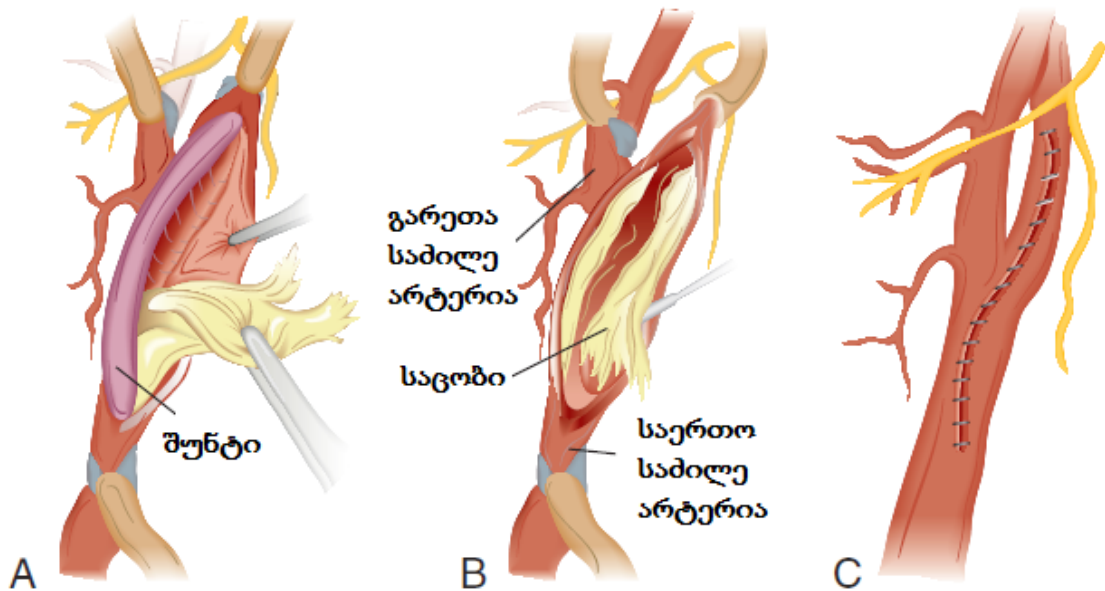 შუნტი
A
გარეთა
საძილე
არტერია
საცობი
საერთო
საძილე
არტერია
B
C